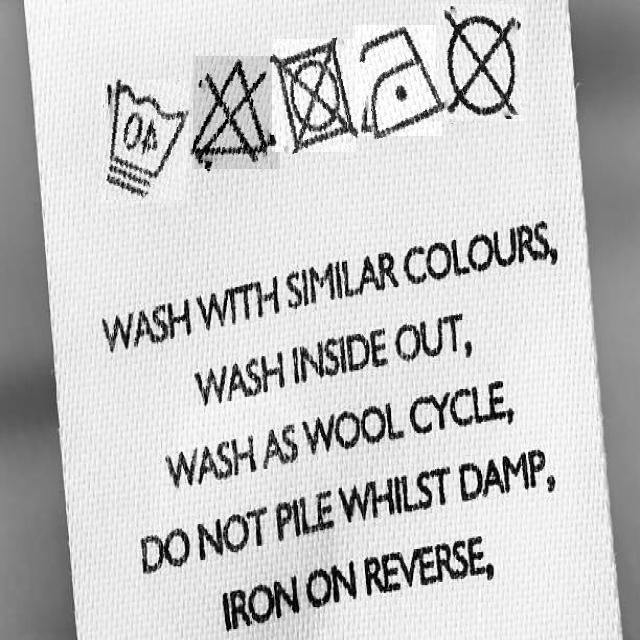 WASH WITH SIMILAR COLOURS,
WASH INSIDE OUT,
WASH AS WOOL CYCLE,
DO NOT PILE WHILST DAMP,
IRON ON REVERSE,